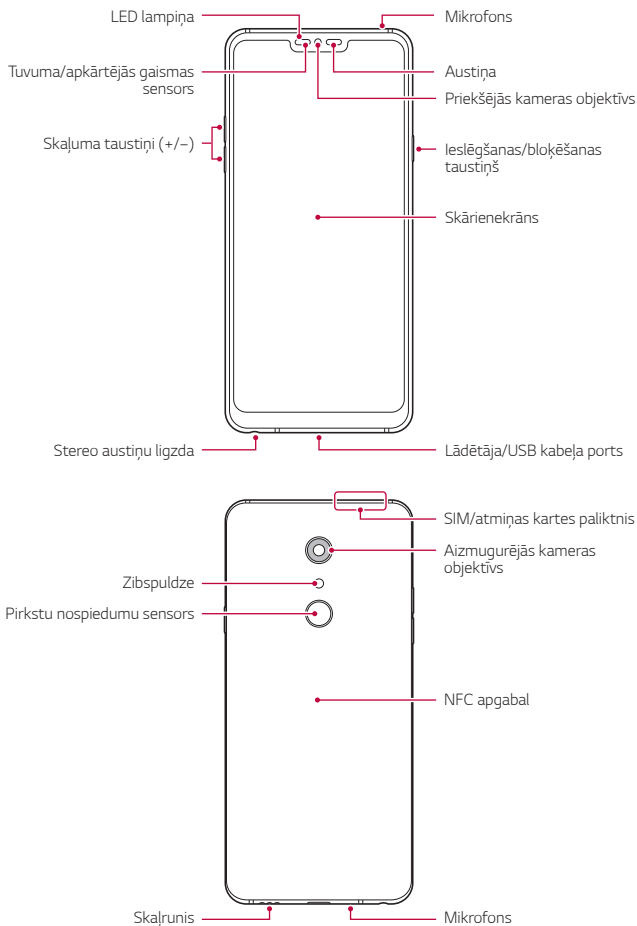 LED lampiņa
Mikrofons
Tuvuma/apkārtējās gaismas
sensors
Austiņa
Priekšējās kameras objektīvs
Skaļuma taustiņi (+/−)
Ieslēgšanas/bloķēšanas
taustiņš
Skārienekrāns
Stereo austiņu ligzda
Lādētāja/USB kabeļa ports
SIM/atmiņas kartes paliktnis
Aizmugurējās kameras
objektīvs
Zibspuldze
Pirkstu nospiedumu sensors
NFC apgabal
Skaļrunis
Mikrofons